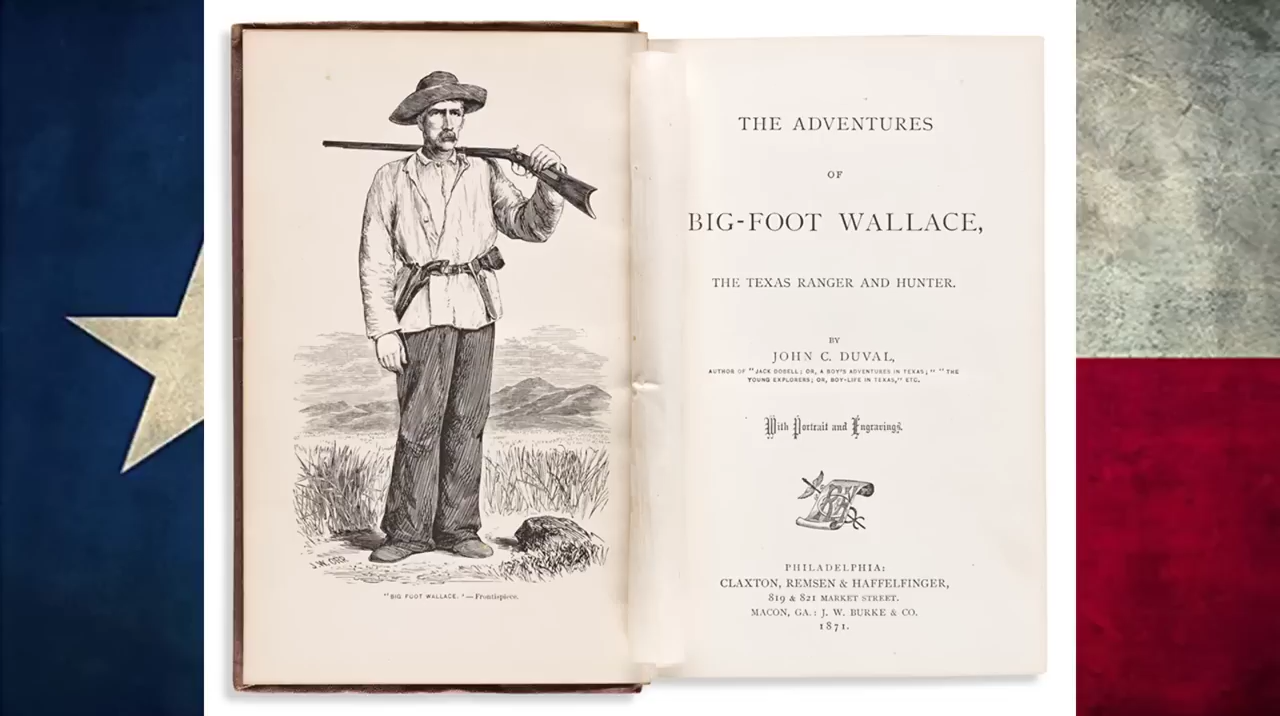 J.W. ORR
"BIG FOOT WALLACE."—Frontispiece.
THE ADVENTURES
OF
BIG-FOOT WALLACE,
THE TEXAS RANGER AND HUNTER.
BY
JOHN C. DUVAL,
AUTHOR OF "JACK DOBELL; OR, A BOY'S ADVENTURES IN TEXAS;" "THE
YOUNG EXPLORERS; OR, BOY-LIFE IN TEXAS," ETC.
With Portrait and Engravings.
PHILADELPHIA:
CLAXTON, REMSEN & HAFFELFINGER,
819 & 821 MARKET STREET.
MACON, GA.: J. W. BURKE & CO.
1871.